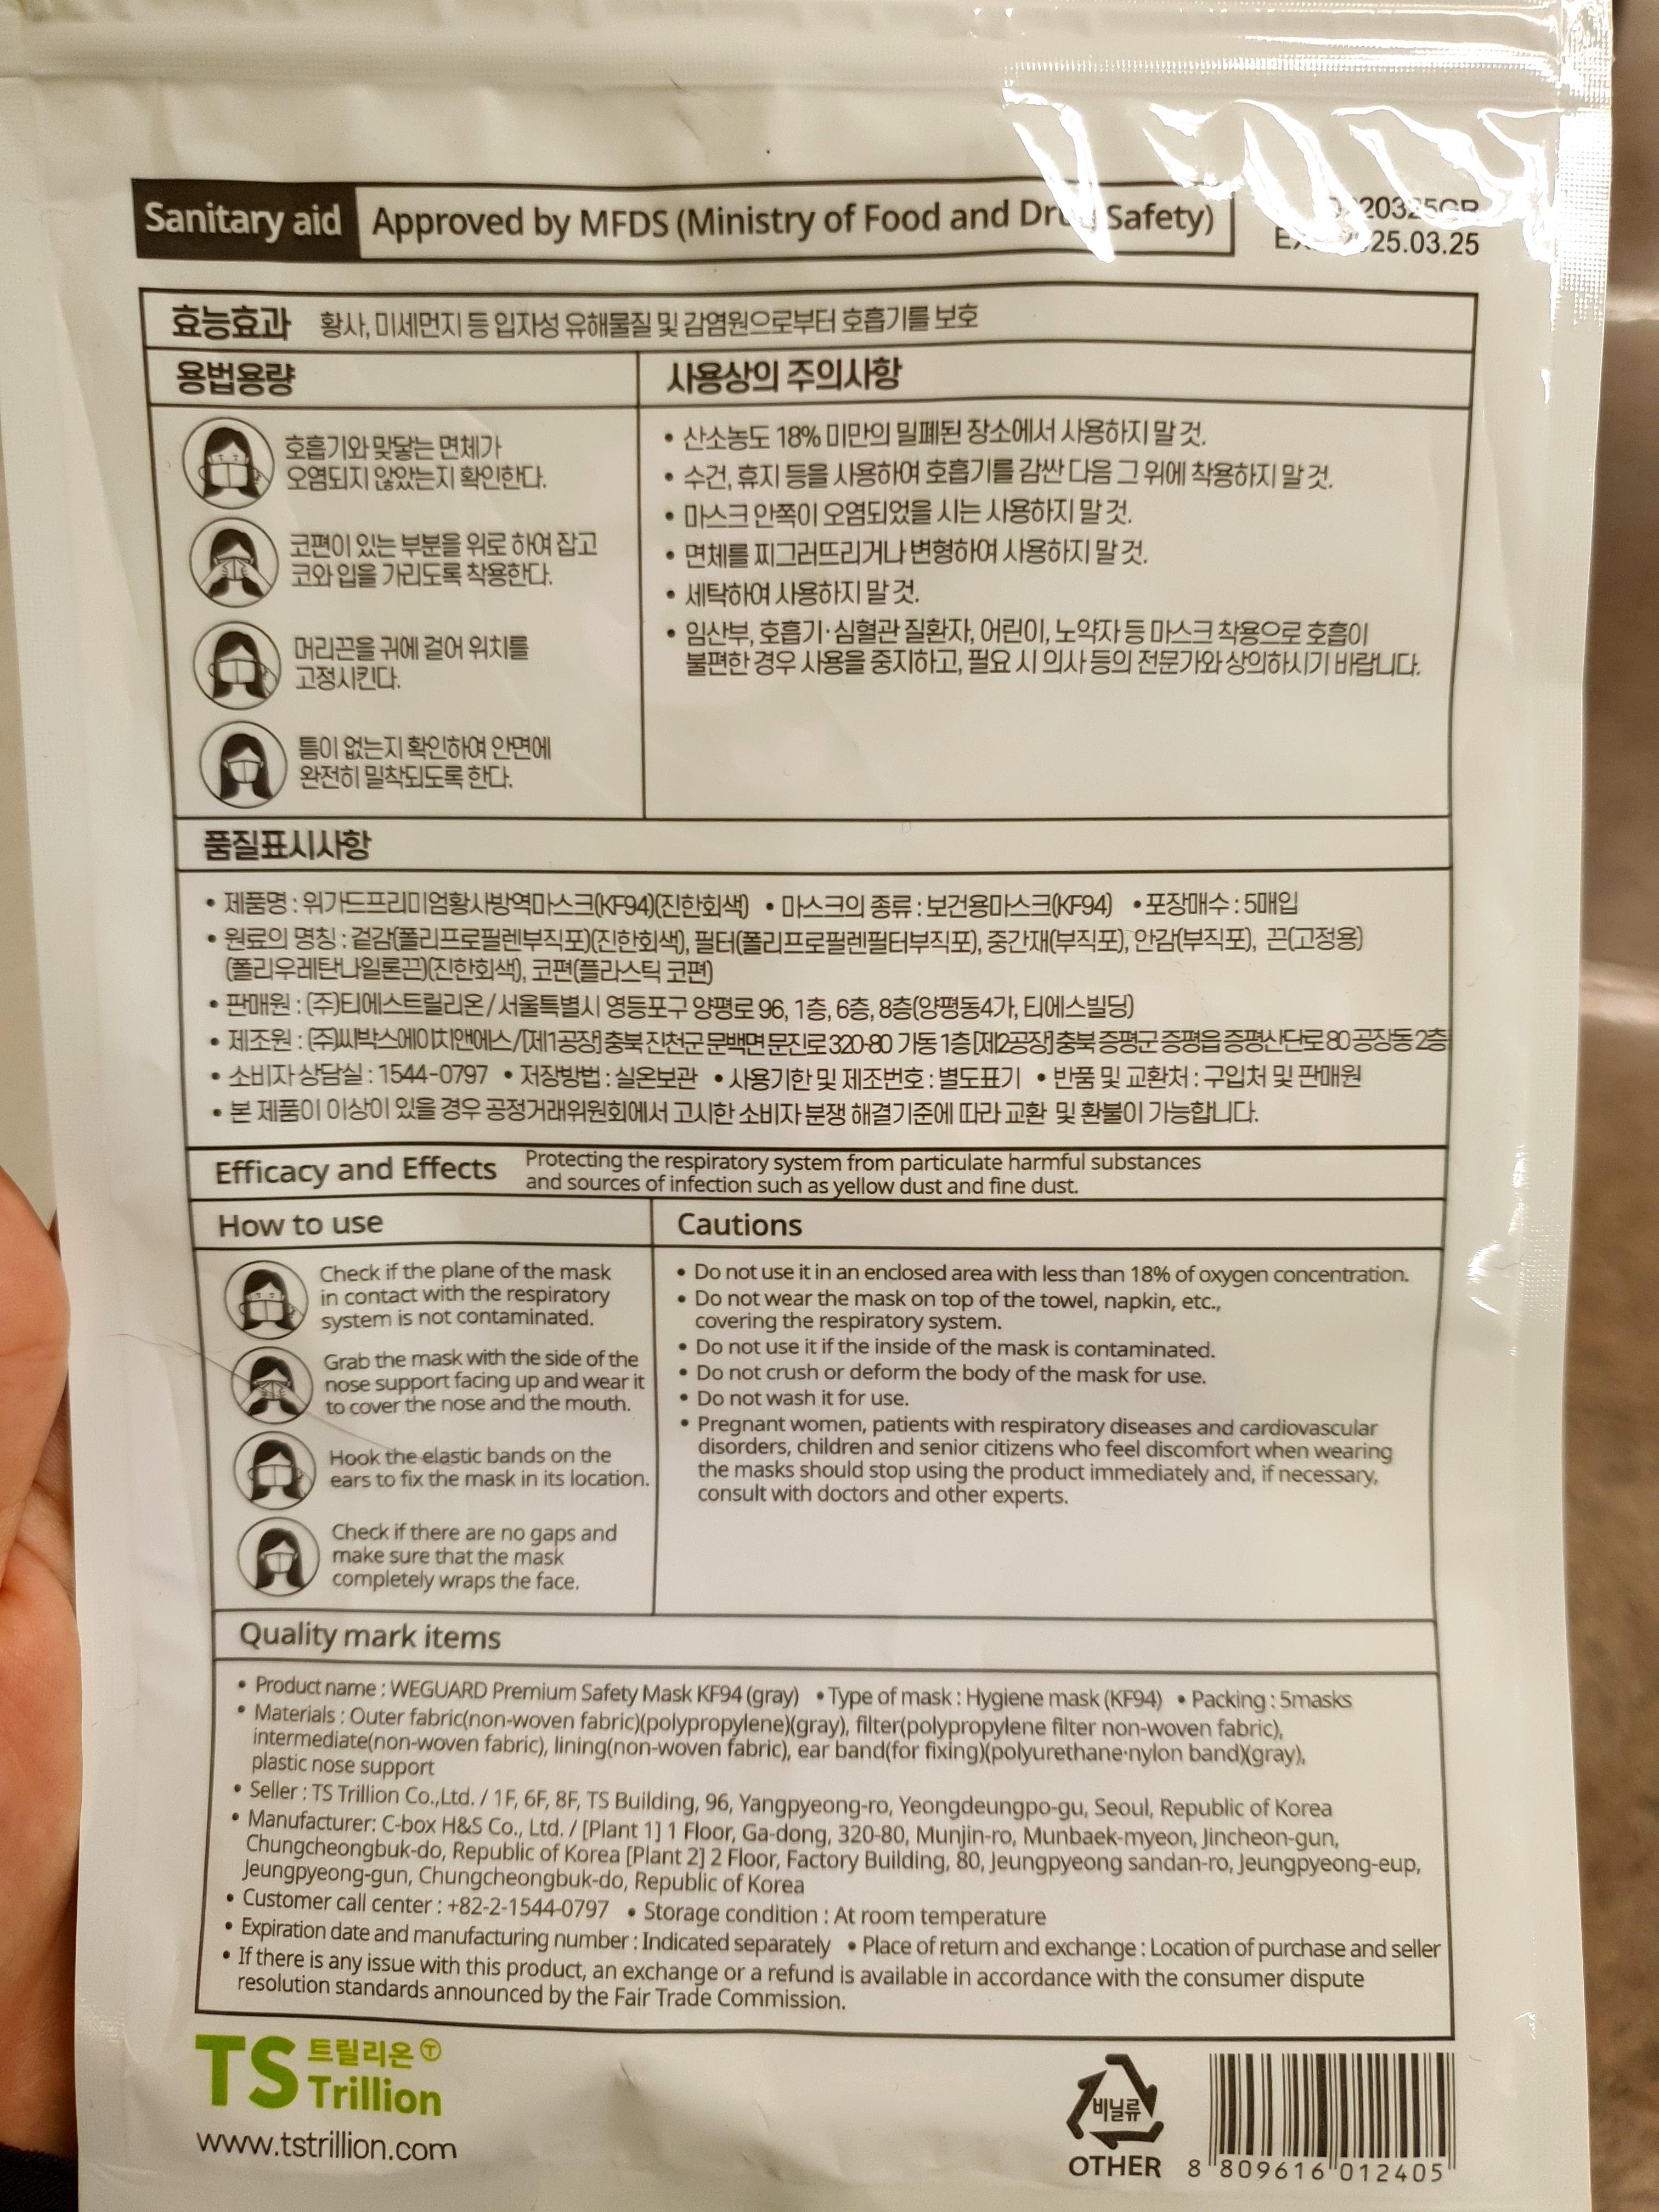 Sanitary aid Approved by MFDS (Ministry of Food and Drug Safety)
25.03.25
효능효과 황사, 미세먼지 등 입자성 유해물질 및 감염원으로부터 호흡기를 보호
용법용량
호흡기와 맞닿는 면체가
오염되지 않았는지 확인한다.
코편이 있는 부분을 위로 하여 잡고
코와 입을 가리도록 착용한다.
머리끈을 귀에 걸어 위치를
고정시킨다.
틈이 없는지 확인하여 안면에
완전히 밀착되도록 한다.
사용상의 주의사항
• 산소농도 18% 미만의 밀폐된 장소에서 사용하지 말 것.
• 수건, 휴지 등을 사용하여 호흡기를 감싼 다음 그 위에 착용하지 말 것.
• 마스크 안쪽이 오염되었을 시는 사용하지 말 것.
• 면체를 찌그러뜨리거나 변형하여 사용하지 말 것.
• 세탁하여 사용하지 말 것.
• 임산부, 호흡기·심혈관 질환자, 어린이, 노약자 등 마스크 착용으로 호흡이
불편한 경우 사용을 중지하고, 필요 시 의사 등의 전문가와 상의하시기 바랍니다.
품질표시사항
• 제품명 : 위가드프리미엄황사방역마스크(KF94)(진한회색) • 마스크의 종류 : 보건용마스크(KF94) • 포장매수 : 5매입
• 원료의 명칭 : 겉감(폴리프로필렌부직포)(진한회색), 필터(폴리프로필렌필터부직포), 중간재(부직포), 안감(부직포), 끈(고정용)
(폴리우레탄나일론끈)(진한회색), 코편(플라스틱 코편)
• 판매원 : (주)티에스트릴리온 / 서울특별시 영등포구 양평로 96, 1층, 6층, 8층(양평동4가, 티에스빌딩)
• 제조원 : (주)씨박스에이치앤에스 / [제1공장] 충북 진천군 문백면 문진로 320-80 가동 1층 [제2공장] 충북 증평군 증평읍 증평산단로 80 공장동 2층
• 소비자 상담실 : 1544-0797 • 저장방법 : 실온보관 • 사용기한 및 제조번호 : 별도표기 • 반품 및 교환처 : 구입처 및 판매원
• 본 제품이 이상이 있을 경우 공정거래위원회에서 고시한 소비자 분쟁 해결기준에 따라 교환 및 환불이 가능합니다.
Efficacy and Effects Protecting the respiratory system from particulate harmful substances
and sources of infection such as yellow dust and fine dust.
How to use
Check if the plane of the mask
in contact with the respiratory
system is not contaminated.
Grab the mask with the side of the
nose support facing up and wear it
to cover the nose and the mouth.
Hook the elastic bands on the
ears to fix the mask in its location.
Check if there are no gaps and
make sure that the mask
completely wraps the face.
Cautions
• Do not use it in an enclosed area with less than 18% of oxygen concentration.
• Do not wear the mask on top of the towel, napkin, etc.,
covering the respiratory system.
• Do not use it if the inside of the mask is contaminated.
• Do not crush or deform the body of the mask for use.
• Do not wash it for use.
• Pregnant women, patients with respiratory diseases and cardiovascular
disorders, children and senior citizens who feel discomfort when wearing
the masks should stop using the product immediately and, if necessary,
consult with doctors and other experts.
Quality mark items
• Product name : WEGUARD Premium Safety Mask KF94 (gray) • Type of mask : Hygiene mask (KF94) • Packing : 5masks
• Materials : Outer fabric(non-woven fabric)(polypropylene)(gray), filter(polypropylene filter non-woven fabric),
intermediate(non-woven fabric), lining(non-woven fabric), ear band(for fixing)(polyurethane·nylon band)(gray),
plastic nose support
• Seller : TS Trillion Co.,Ltd. / 1F, 6F, 8F, TS Building, 96, Yangpyeong-ro, Yeongdeungpo-gu, Seoul, Republic of Korea
• Manufacturer: C-box H&S Co., Ltd. / [Plant 1] 1 Floor, Ga-dong, 320-80, Munjin-ro, Munbaek-myeon, Jincheon-gun,
Chungcheongbuk-do, Republic of Korea [Plant 2] 2 Floor, Factory Building, 80, Jeungpyeong sandan-ro, Jeungpyeong-eup,
Jeungpyeong-gun, Chungcheongbuk-do, Republic of Korea
• Customer call center : +82-2-1544-0797 • Storage condition : At room temperature
• Expiration date and manufacturing number : Indicated separately • Place of return and exchange : Location of purchase and seller
• If there is any issue with this product, an exchange or a refund is available in accordance with the consumer dispute
resolution standards announced by the Fair Trade Commission.
TS 트릴리온 Ⓣ
Trillion
www.tstrillion.com
비닐류
OTHER
8 809616 012405